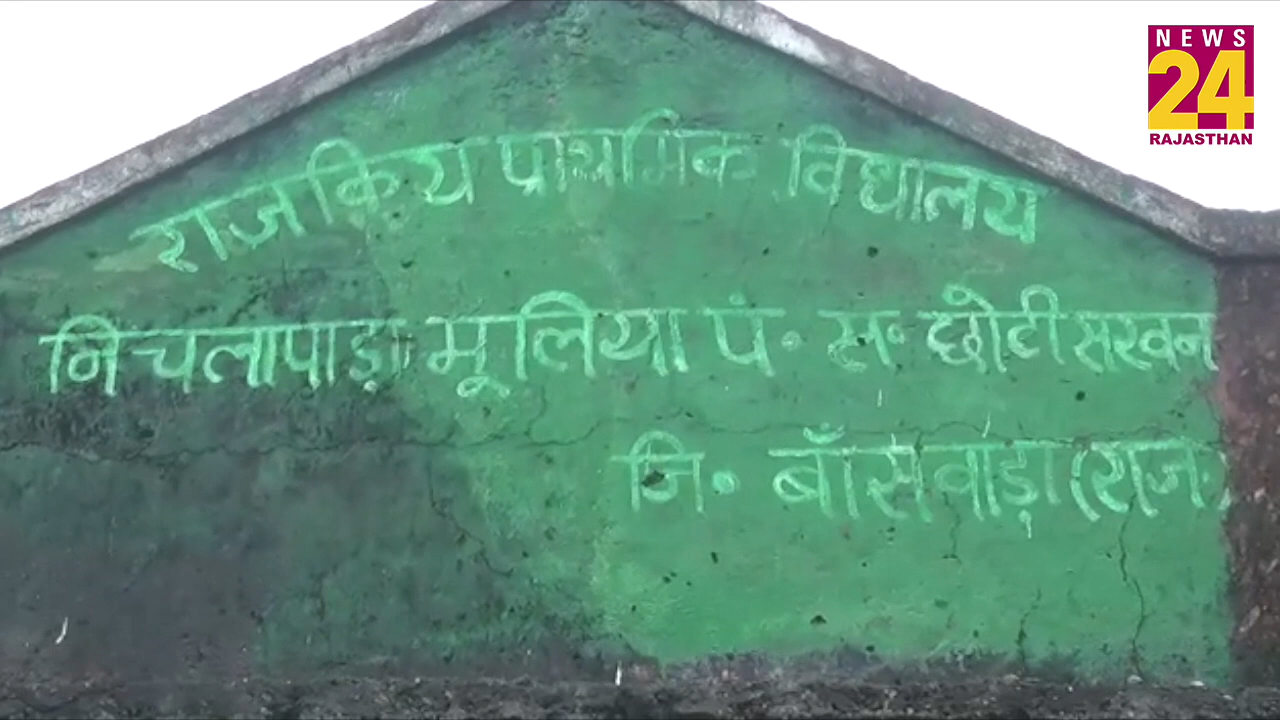 NEWS
24
RAJASTHAN
राजकिय प्राथमिक विद्यालय
निचलापाड़ा मूलिया पं॰ स॰ छोटी सरवन
जि॰ बाँसवाड़ा (राज॰)